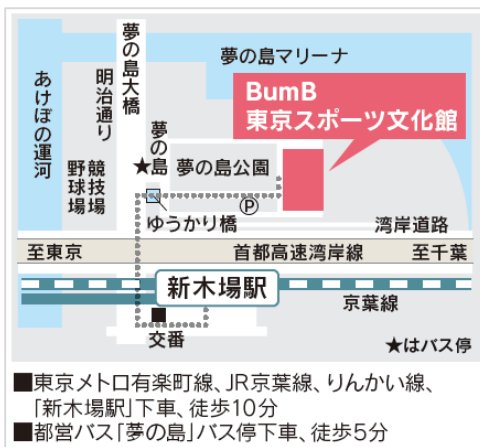 夢の島マリーナ
夢の島大橋
明治通り
あけぼの運河
BumB
東京スポーツ文化館
夢の島
★
夢の島公園
競技場
野球場
P
ゆうかり橋
湾岸道路
至東京
首都高速湾岸線
至千葉
新木場駅
京葉線
交番
★はバス停
■東京メトロ有楽町線、JR京葉線、りんかい線、
「新木場駅」下車、徒歩10分
■都営バス「夢の島」バス停下車、徒歩5分